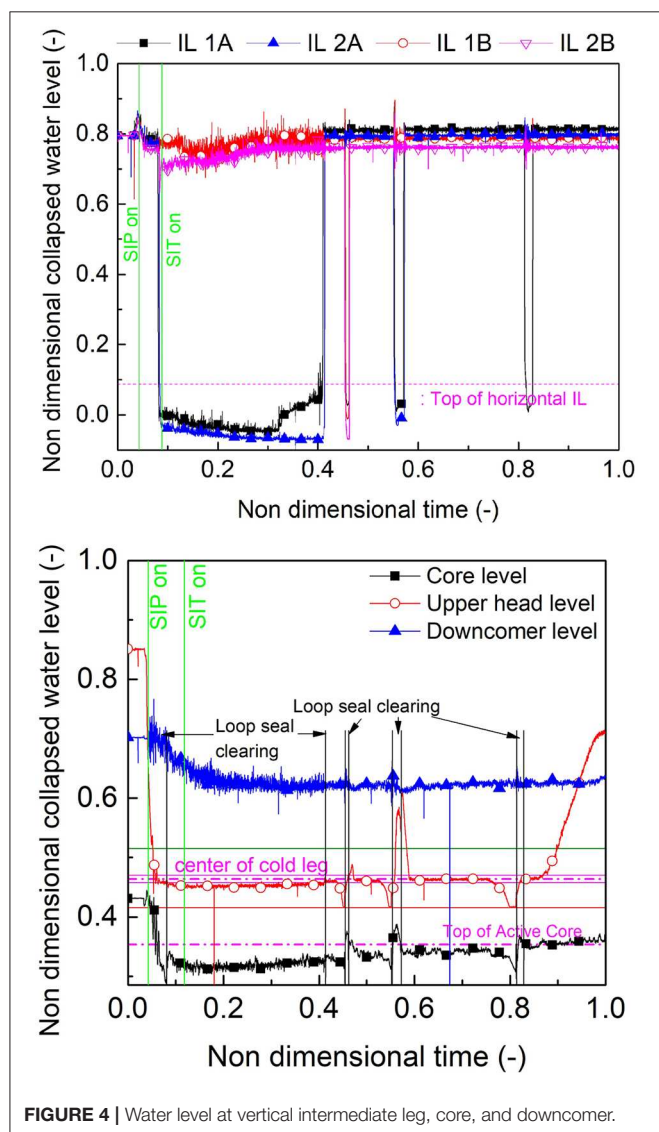 IL 1A IL 2A IL 1B IL 2B
Non dimensional collapsed water level (-)
1.0
0.8
0.6
0.4
0.2
0.0
SIP on
SIT on
: Top of horizontal IL
0.0 0.2 0.4 0.6 0.8 1.0
Non dimensional time (-)
Non dimensional collapsed water level (-)
1.0
0.8
0.6
0.4
SIP on
SIT on
Core level
Upper head level
Downcomer level
Loop seal clearing
Loop seal
clearing
center of cold leg
Top of Active Core
0.0 0.2 0.4 0.6 0.8 1.0
Non dimensional time (-)
FIGURE 4 | Water level at vertical intermediate leg, core, and downcomer.